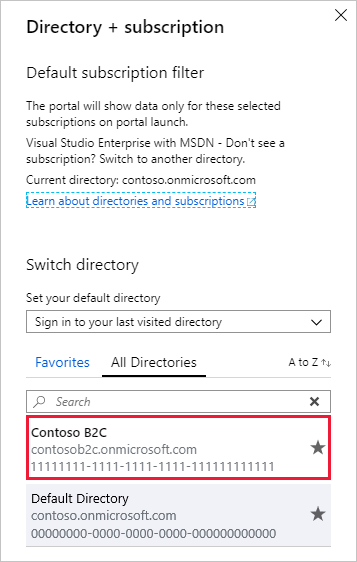 Directory + subscription
Default subscription filter
The portal will show data only for these selected
subscriptions on portal launch.
Visual Studio Enterprise with MSDN - Don't see a
subscription? Switch to another directory.
Current directory: contoso.onmicrosoft.com
Learn about directories and subscriptions
Switch directory
Set your default directory
Sign in to your last visited directory
Favorites All Directories A to Z ↑↓
Search
Contoso B2C
contosob2c.onmicrosoft.com
11111111-1111-1111-1111-111111111111
Default Directory
contoso.onmicrosoft.com
00000000-0000-0000-0000-000000000000